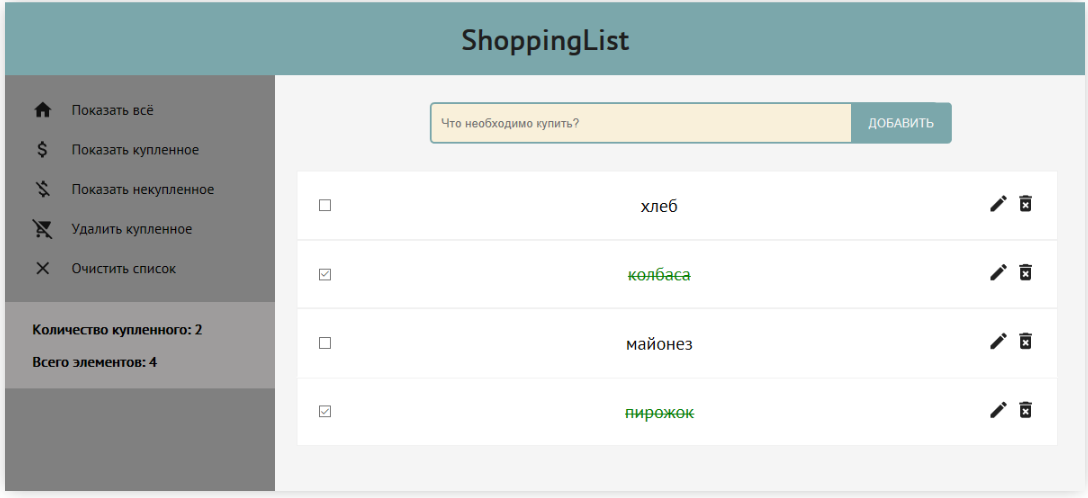 ShoppingList
Показать всё
Показать купленное
Показать некупленное
Удалить купленное
Очистить список
Количество купленного: 2
Всего элементов: 4
Что необходимо купить?
ДОБАВИТЬ
хлеб
колбаса
майонез
пирожок